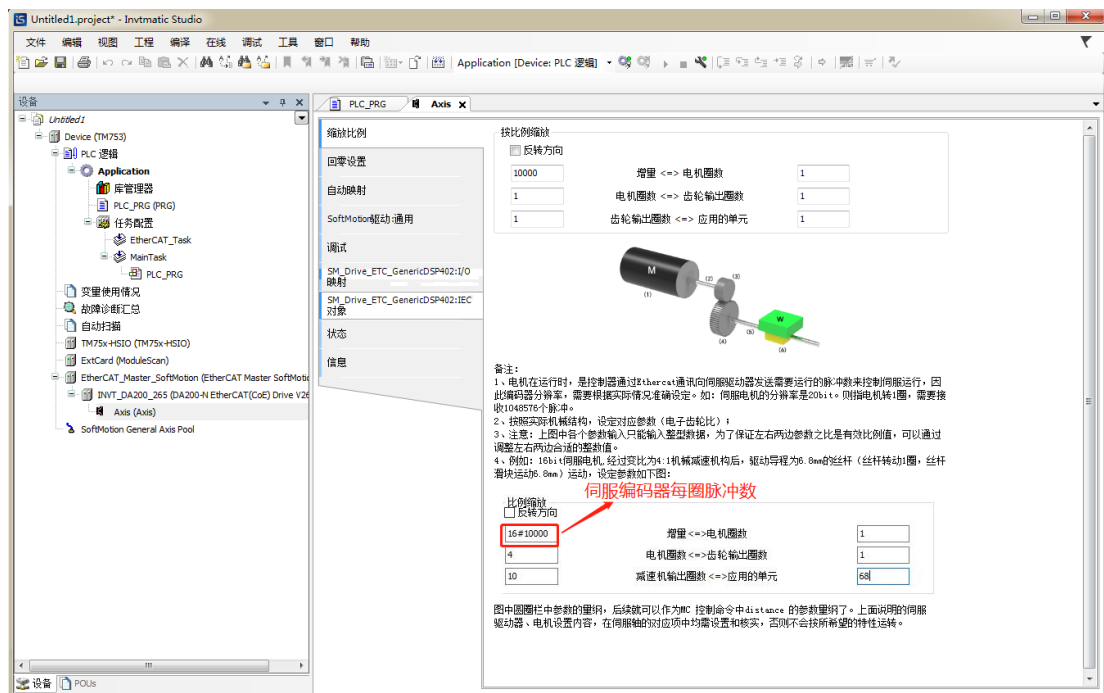 Untitled1.project* - Invtmatic Studio
文件 编辑 视图 工程 编译 在线 调试 工具 窗口 帮助
Application [Device: PLC 逻辑]
设备
Untitled1
Device (TM753)
PLC 逻辑
Application
库管理器
PLC_PRG (PRG)
任务配置
EtherCAT_Task
MainTask
PLC_PRG
变量使用情况
故障诊断汇总
自动扫描
TM75x-HSIO (TM75x-HSIO)
ExtCard (ModuleScan)
EtherCAT_Master_SoftMotion (EtherCAT Master SoftMotio
INVT_DA200_265 (DA200-N EtherCAT(CoE) Drive V26
Axis (Axis)
SoftMotion General Axis Pool
设备 POUs
PLC_PRG Axis
缩放比例
回零设置
自动映射
SoftMotion驱动:通用
调试
SM_Drive_ETC_GenericDSP402:I/O
映射
SM_Drive_ETC_GenericDSP402:IEC
对象
状态
信息
按比例缩放
反转方向
10000 增量 <=> 电机圈数 1
1 电机圈数 <=> 齿轮输出圈数 1
1 齿轮输出圈数 <=> 应用的单元 1
M
(1)
(2)
(3)
(4)
(5)
W
(6)
备注:
1、电机在运行时，是控制器通过Ethercat通讯向伺服驱动器发送需要运行的脉冲数来控制伺服运行，因
此编码器分辨率，需要根据实际情况准确设定。如：伺服电机的分辨率是20bit。则指电机转1圈，需要接
收1048576个脉冲。
2、按照实际机械结构，设定对应参数（电子齿轮比）；
3、注意：上图中各个参数输入只能输入整型数据，为了保证左右两边参数之比是有效比例值，可以通过
调整左右两边合适的整数值。
4、例如：16bit伺服电机,经过变比为4:1机械减速机构后，驱动导程为6.8mm的丝杆（丝杆转动1圈，丝杆
滑块运动6.8mm）运动，设定参数如下图:
伺服编码器每圈脉冲数
比例缩放
反转方向
16#10000 增量<=>电机圈数 1
4 电机圈数<=>齿轮输出圈数 1
10 减速机输出圈数<=>应用的单元 68
图中圆圈栏中参数的里纲，后续就可以作为MC 控制命令中distance 的参数里纲了。上面说明的伺服
驱动器、电机设置内容，在伺服轴的对应项中均需设置和核实，否则不会按所希望的特性运转。